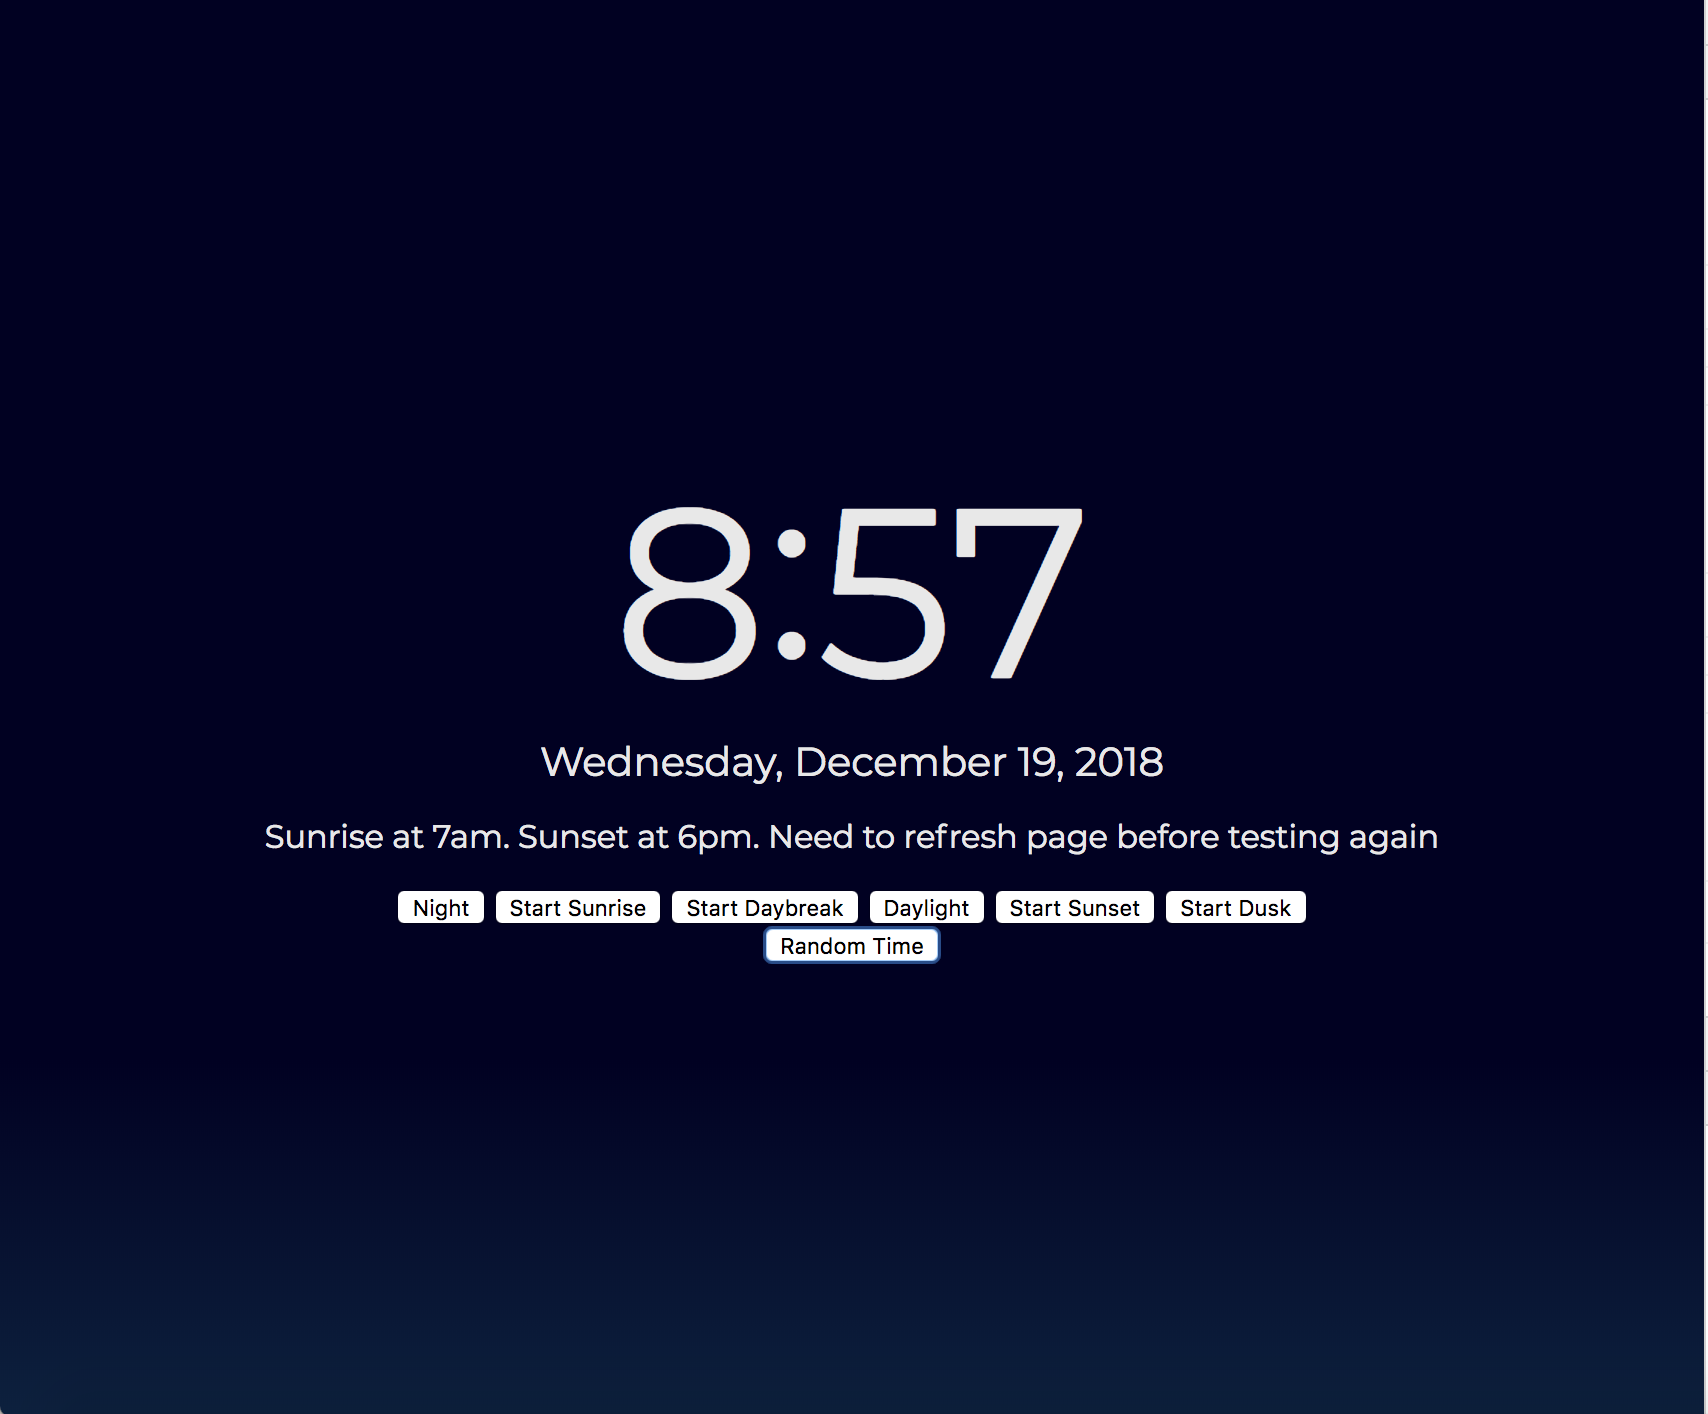 8:57
Wednesday, December 19, 2018
Sunrise at 7am. Sunset at 6pm. Need to refresh page before testing again
Night Start Sunrise Start Daybreak Daylight Start Sunset Start Dusk
Random Time